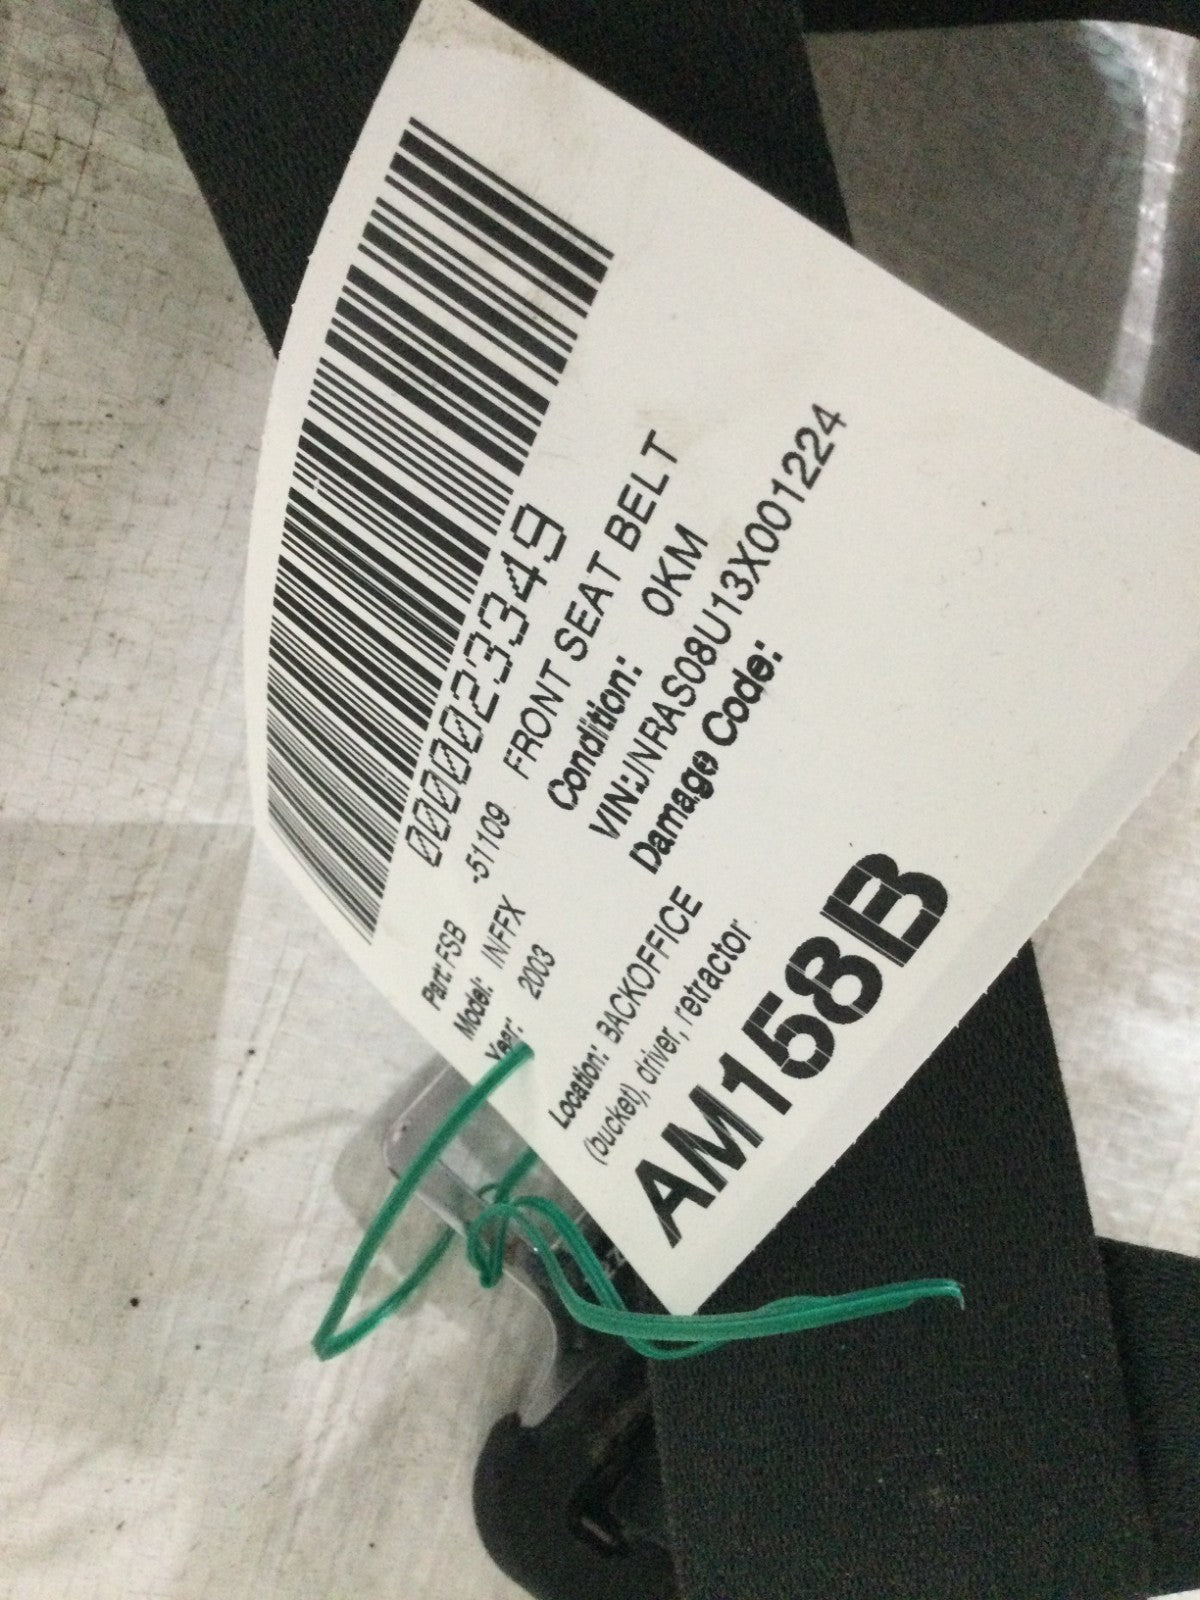 0000023349
Part: FSB -51109 FRONT SEAT BELT
Model: INFFX Condition: 0KM
Year: 2003 VIN:JNRAS08U13X001224
Damage Code:
Location: BACKOFFICE
(bucket), driver, retractor
AM158B